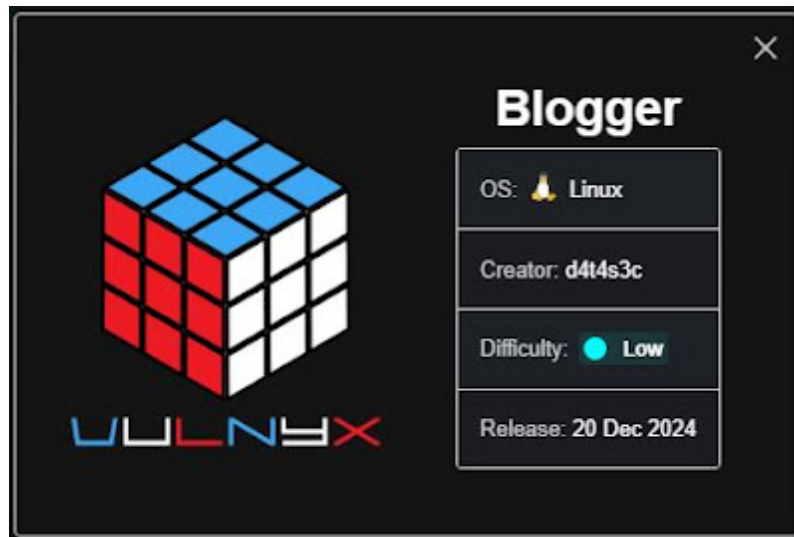 Blogger
OS: Linux
Creator: d4t4s3c
Difficulty: Low
Release: 20 Dec 2024
VULNYX